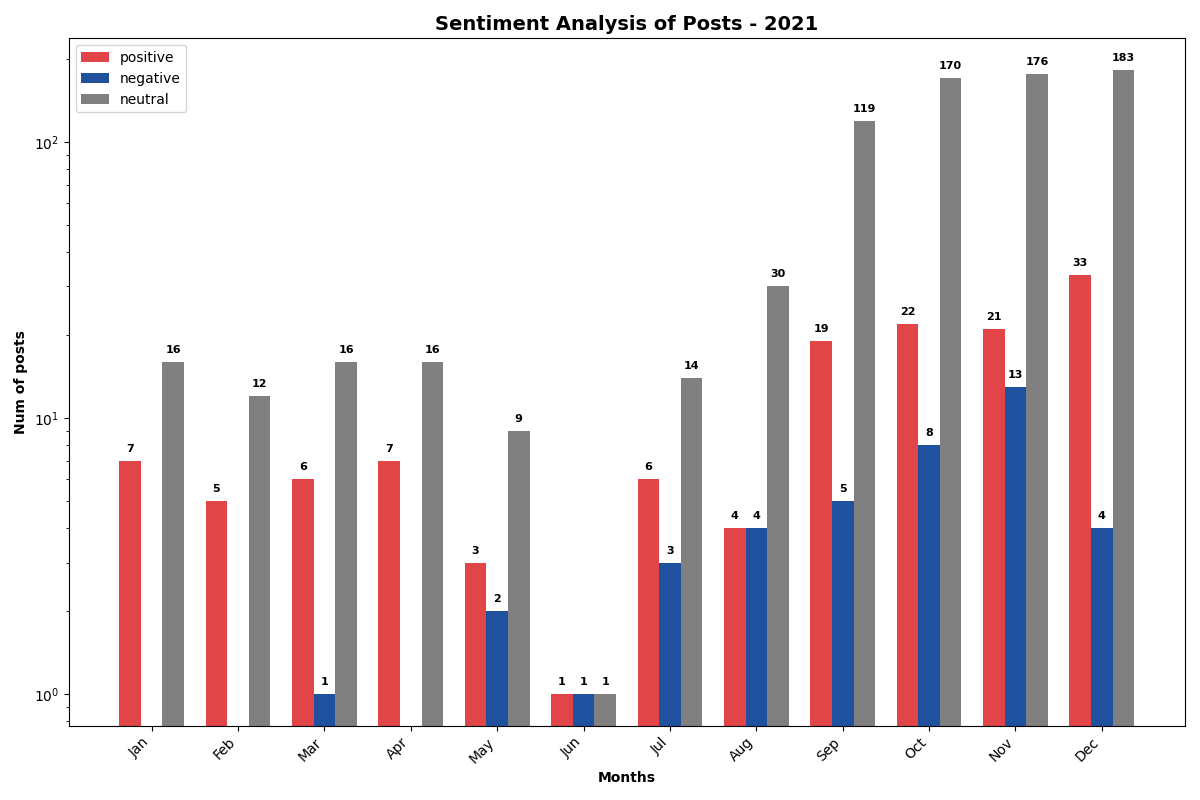 Sentiment Analysis of Posts - 2021
positive
negative
neutral
Num of posts
10²
10¹
10⁰
7
16
5
12
6
1
16
7
16
3
2
9
1
1
1
6
3
14
4
4
30
19
5
119
22
8
170
21
13
176
33
4
183
Jan
Feb
Mar
Apr
May
Jun
Jul
Aug
Sep
Oct
Nov
Dec
Months